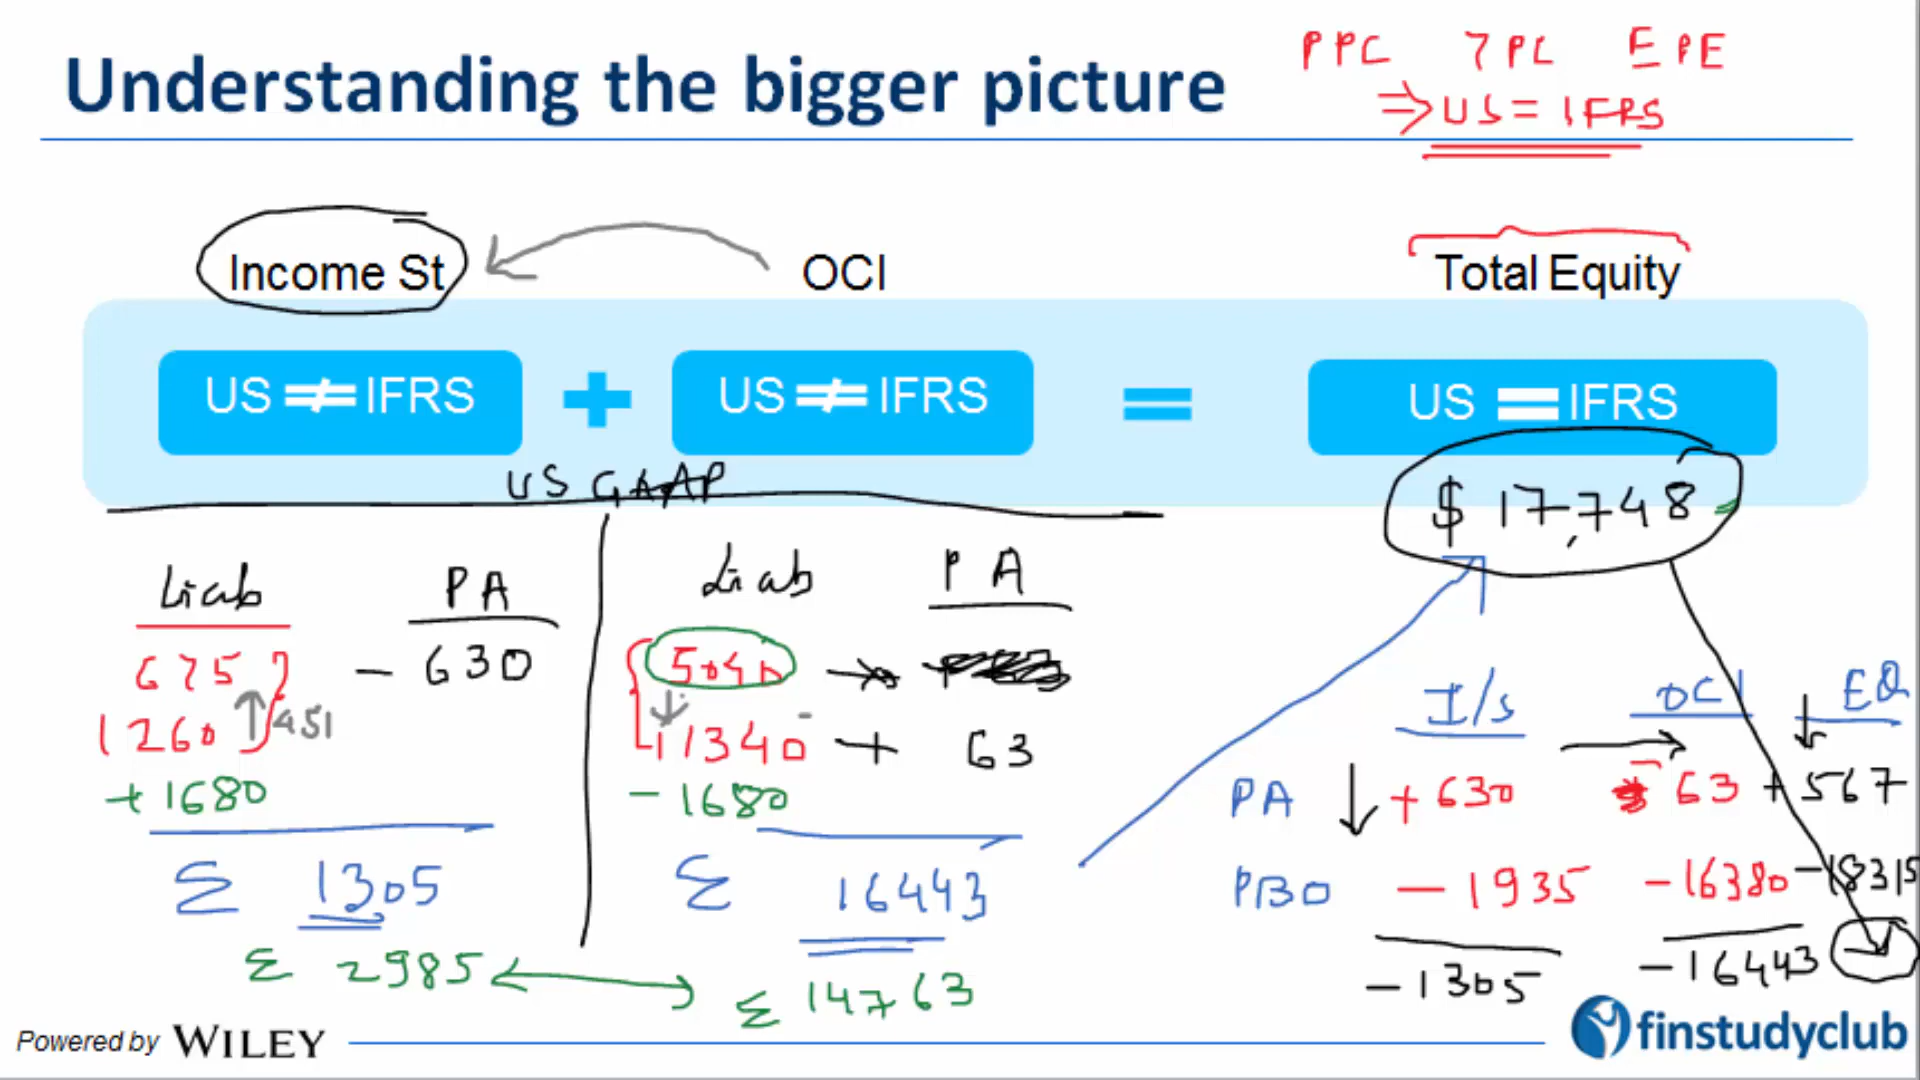 Understanding the bigger picture
PPC TPL EPE
⇒ US = IFRS
Income St OCI Total Equity
US ≠ IFRS + US ≠ IFRS = US = IFRS
US GAAP
$ 17,748
Liab PA Liab PA
675 - 630 5040
1260 451 11340 + 63
+1680 - 1680
Σ 1305 Σ 16443
Σ 2985 Σ 14763
I/S OCI EQ
PA + 630 63 + 567
PBO - 1935 - 16380 - 18315
- 1305 - 16443
Powered by WILEY
finstudyclub